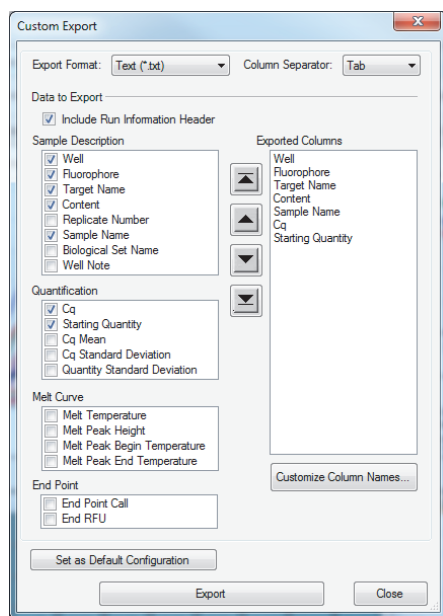 Custom Export
Export Format: Text (*.txt) Column Separator: Tab
Data to Export
Include Run Information Header
Sample Description
Well
Fluorophore
Target Name
Content
Replicate Number
Sample Name
Biological Set Name
Well Note
Quantification
Cq
Starting Quantity
Cq Mean
Cq Standard Deviation
Quantity Standard Deviation
Melt Curve
Melt Temperature
Melt Peak Height
Melt Peak Begin Temperature
Melt Peak End Temperature
End Point
End Point Call
End RFU
Exported Columns
Well
Fluorophore
Target Name
Content
Sample Name
Cq
Starting Quantity
Customize Column Names...
Set as Default Configuration
Export Close